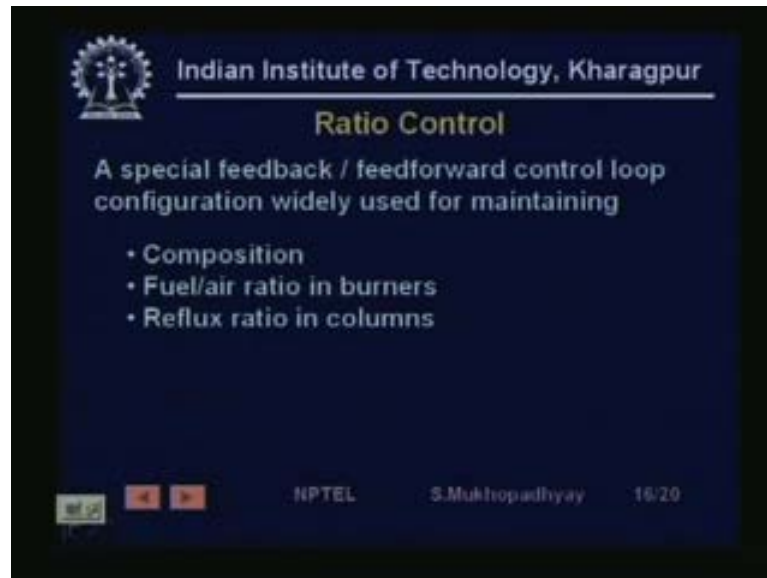 Indian Institute of Technology, Kharagpur
Ratio Control
A special feedback / feedforward control loop
configuration widely used for maintaining
• Composition
• Fuel/air ratio in burners
• Reflux ratio in columns
NPTEL S.Mukhopadhyay 16/20